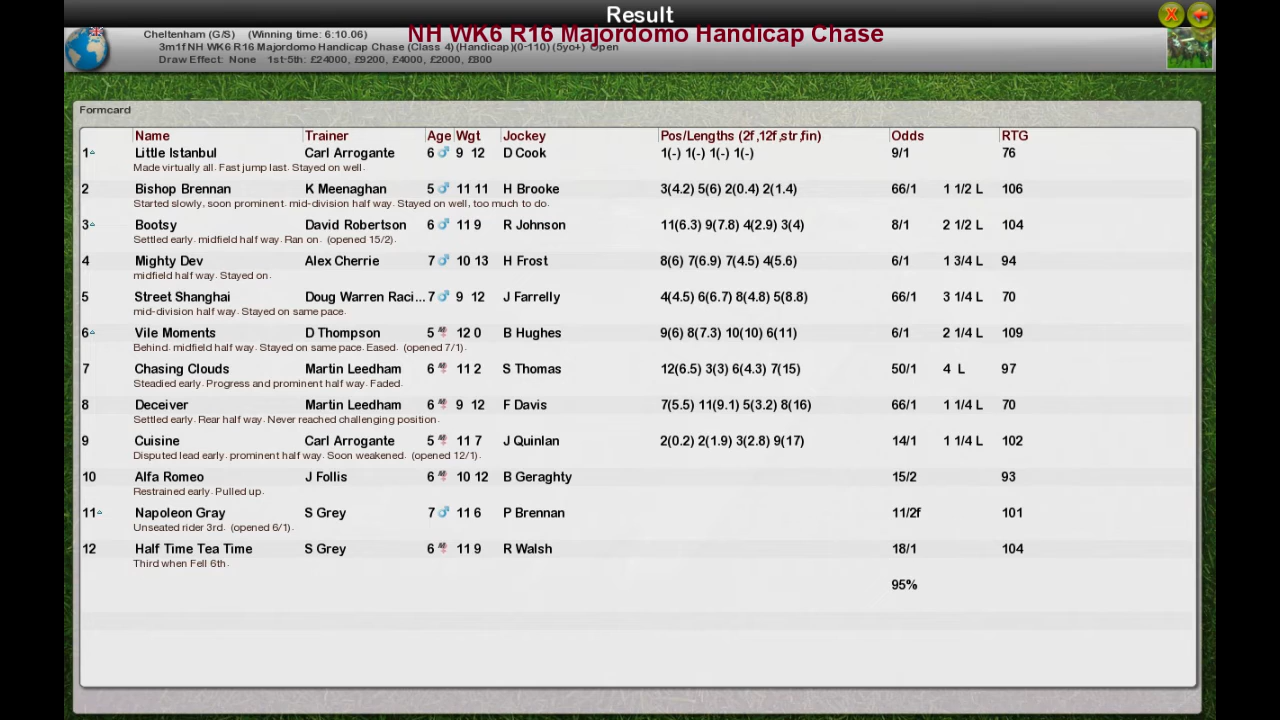 Result
NH WK6 R16 Majordomo Handicap Chase
Cheltenham (G/S) (Winning time: 6:10.06)
3m1f NH WK6 R16 Majordomo Handicap Chase (Class 4) (Handicap)(0-110) (5yo+) Open
Draw Effect: None 1st-5th: £24000, £9200, £4000, £2000, £800
Formcard
Name Trainer Age Wgt Jockey Pos/Lengths (2f,12f,str,fin) Odds RTG
1 Little Istanbul Carl Arrogante 6 9 12 D Cook 1(-) 1(-) 1(-) 1(-) 9/1 76
Made virtually all. Fast jump last. Stayed on well.
2 Bishop Brennan K Meenaghan 5 11 11 H Brooke 3(4.2) 5(6) 2(0.4) 2(1.4) 66/1 1 1/2 L 106
Started slowly, soon prominent. mid-division half way. Stayed on well, too much to do.
3 Bootsy David Robertson 6 11 9 R Johnson 11(6.3) 9(7.8) 4(2.9) 3(4) 8/1 2 1/2 L 104
Settled early. midfield half way. Ran on. (opened 15/2).
4 Mighty Dev Alex Cherrie 7 10 13 H Frost 8(6) 7(6.9) 7(4.5) 4(5.6) 6/1 1 3/4 L 94
midfield half way. Stayed on.
5 Street Shanghai Doug Warren Raci... 7 9 12 J Farrelly 4(4.5) 6(6.7) 8(4.8) 5(8.8) 66/1 3 1/4 L 70
mid-division half way. Stayed on same pace.
6 Vile Moments D Thompson 5 12 0 B Hughes 9(6) 8(7.3) 10(10) 6(11) 6/1 2 1/4 L 109
Behind. midfield half way. Stayed on same pace. Eased. (opened 7/1).
7 Chasing Clouds Martin Leedham 6 11 2 S Thomas 12(6.5) 3(3) 6(4.3) 7(15) 50/1 4 L 97
Steadied early. Progress and prominent half way. Faded.
8 Deceiver Martin Leedham 6 9 12 F Davis 7(5.5) 11(9.1) 5(3.2) 8(16) 66/1 1 1/4 L 70
Settled early. Rear half way. Never reached challenging position.
9 Cuisine Carl Arrogante 5 11 7 J Quinlan 2(0.2) 2(1.9) 3(2.8) 9(17) 14/1 1 1/4 L 102
Disputed lead early. prominent half way. Soon weakened. (opened 12/1).
10 Alfa Romeo J Follis 6 10 12 B Geraghty 15/2 93
Restrained early. Pulled up.
11 Napoleon Gray S Grey 7 11 6 P Brennan 11/2f 101
Unseated rider 3rd. (opened 6/1).
12 Half Time Tea Time S Grey 6 11 9 R Walsh 18/1 104
Third when Fell 6th.
95%